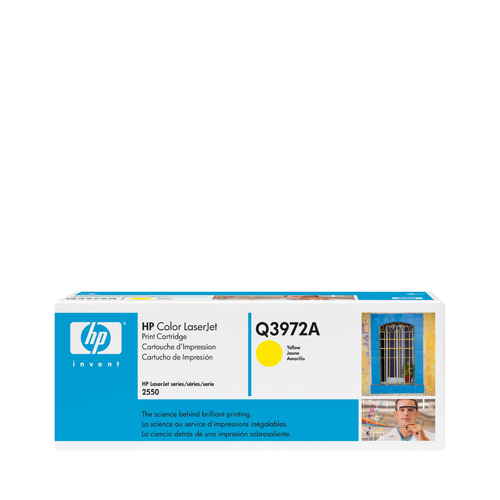 hp
invent
HP Color LaserJet
Print Cartridge
Cartouche d'Impression
Cartucho de Impresión
HP LaserJet series/séries/serie
2550
Q3972A
Yellow
Jaune
Amarillo
The science behind brilliant printing.
La science au service d'impressions inégalables.
La ciencia detrás de una impresión sobresaliente.